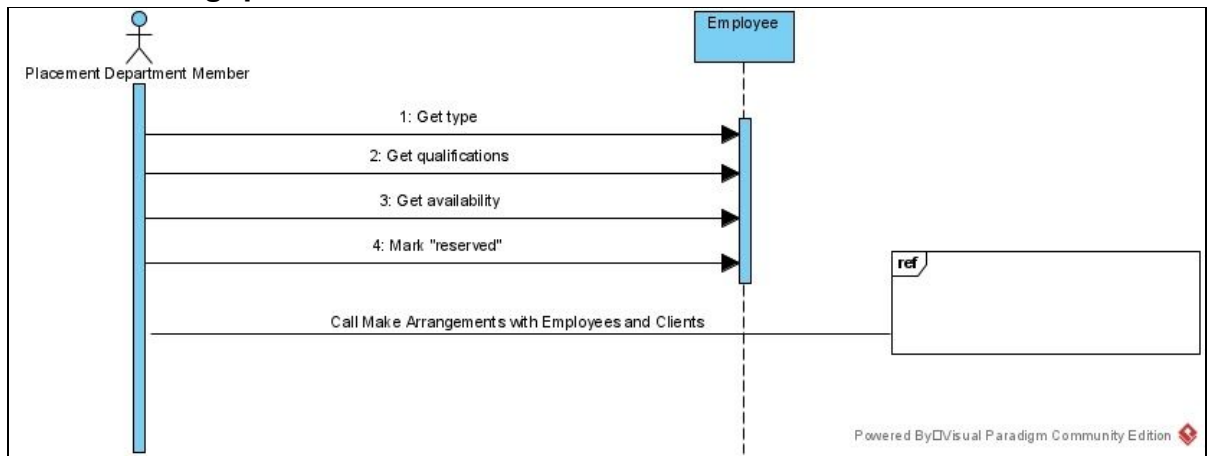 Employee
Placement Department Member
1: Get type
2: Get qualifications
3: Get availability
4: Mark "reserved"
ref
Call Make Arrangements with Employees and Clients
Powered By□Visual Paradigm Community Edition